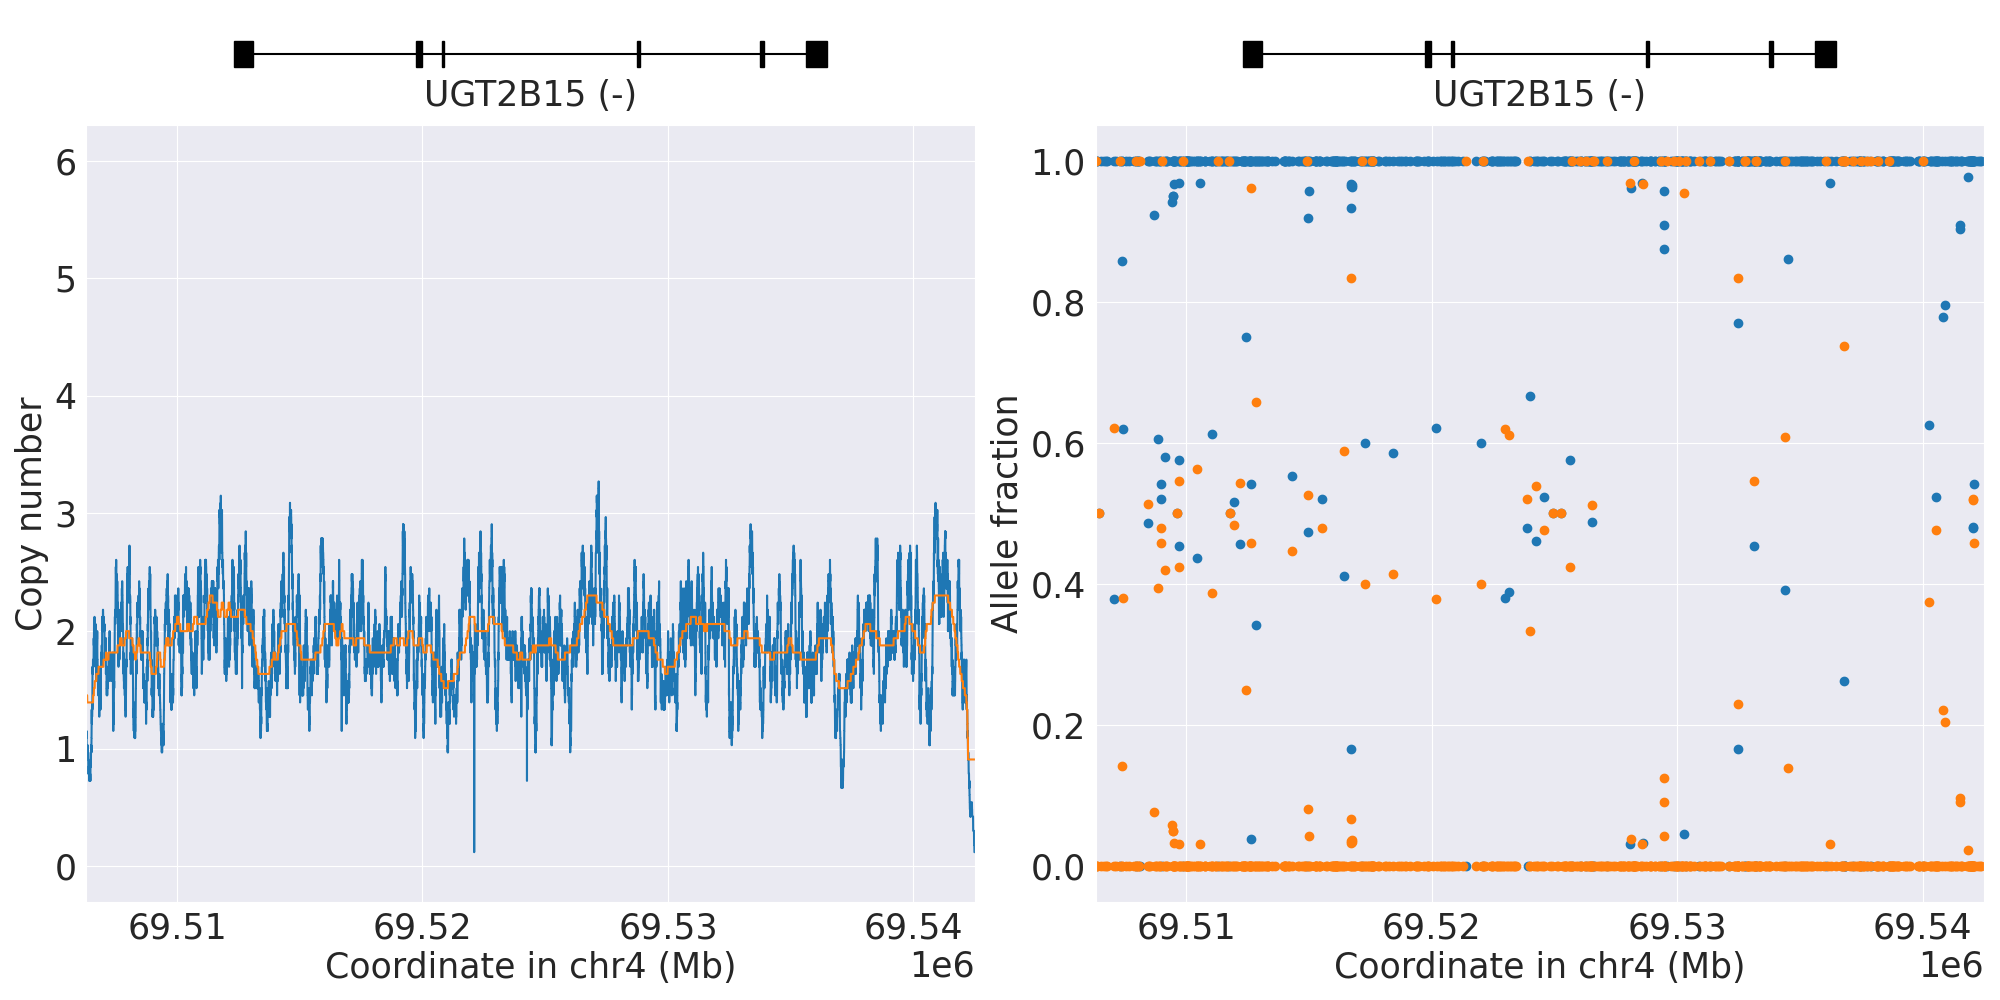 UGT2B15 (-)
UGT2B15 (-)
Copy number
6
5
4
3
2
1
0
69.51
69.52
69.53
69.54
Coordinate in chr4 (Mb)
1e6
Allele fraction
1.0
0.8
0.6
0.4
0.2
0.0
69.51
69.52
69.53
69.54
Coordinate in chr4 (Mb)
1e6